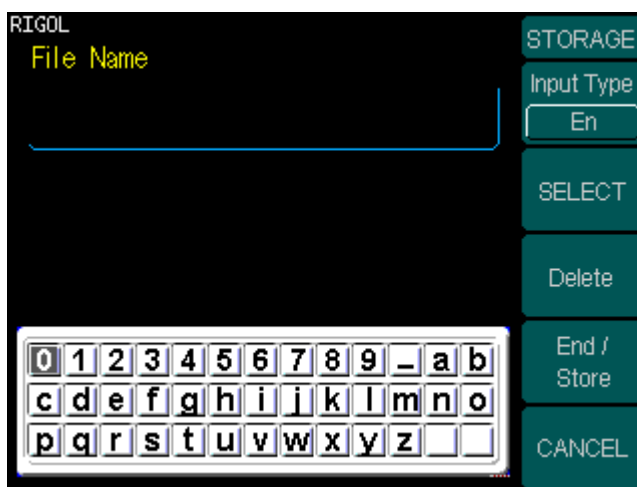 RIGOL
File Name
STORAGE
Input Type
En
SELECT
Delete
End /
Store
CANCEL
0 1 2 3 4 5 6 7 8 9 _ a b
c d e f g h i j k l m n o
p q r s t u v w x y z